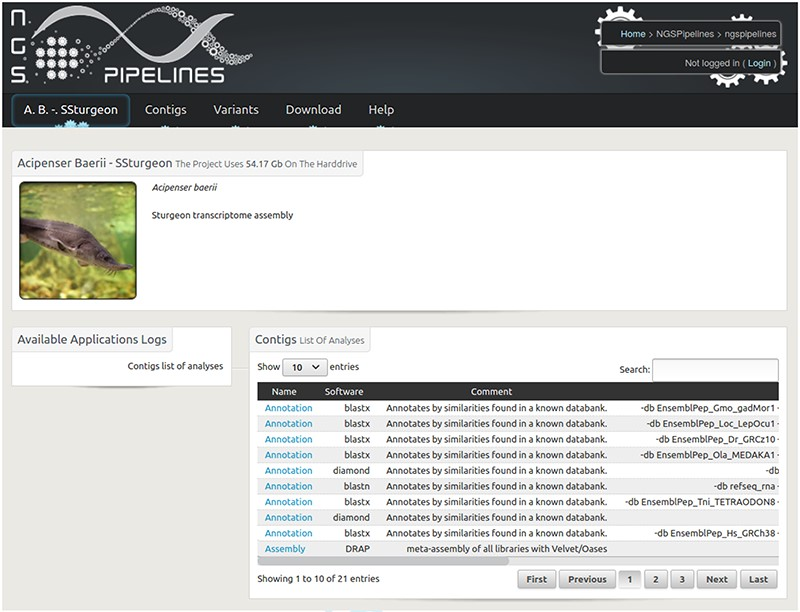 N.
G.
S.
PIPELINES
Home > NGSPipelines > ngspipelines
Not logged in ( Login )
A. B. -. SSturgeon Contigs Variants Download Help
Acipenser Baerii - SSturgeon The Project Uses 54.17 Gb On The Harddrive
Acipenser baerii
Sturgeon transcriptome assembly
Available Applications Logs
Contigs list of analyses
Contigs List Of Analyses
Show 10 entries Search:
Name Software Comment
Annotation blastx Annotates by similarities found in a known databank. -db EnsemblPep_Gmo_gadMor1 -
Annotation blastx Annotates by similarities found in a known databank. -db EnsemblPep_Loc_LepOcu1 -
Annotation blastx Annotates by similarities found in a known databank. -db EnsemblPep_Dr_GRCz10 -
Annotation blastx Annotates by similarities found in a known databank. -db EnsemblPep_Ola_MEDAKA1 -
Annotation diamond Annotates by similarities found in a known databank. -db
Annotation blastn Annotates by similarities found in a known databank. -db refseq_rna -
Annotation blastx Annotates by similarities found in a known databank. -db EnsemblPep_Tni_TETRAODON8 -
Annotation diamond Annotates by similarities found in a known databank.
Annotation blastx Annotates by similarities found in a known databank. -db EnsemblPep_Hs_GRCh38 -
Assembly DRAP meta-assembly of all libraries with Velvet/Oases
Showing 1 to 10 of 21 entries First Previous 1 2 3 Next Last